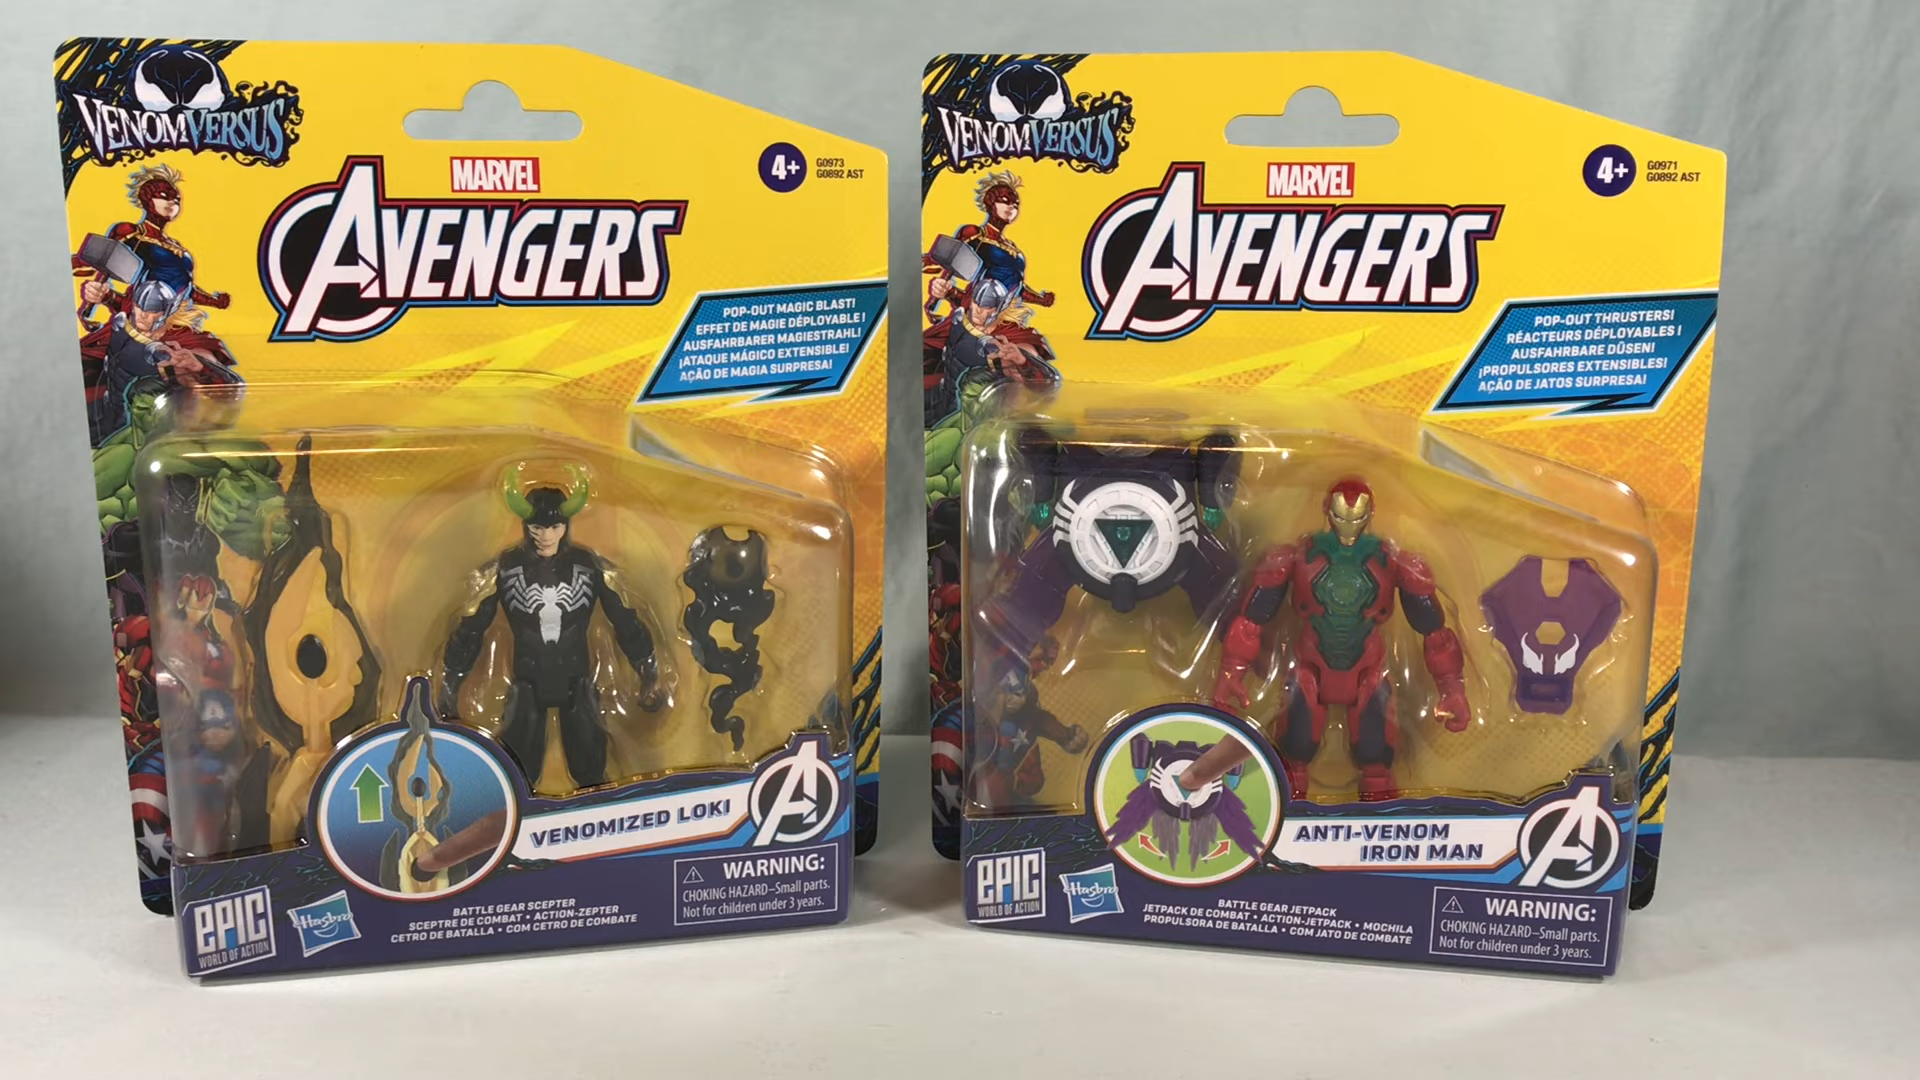 VENOMVERSUS
MARVEL
AVENGERS
4+
G0973
G0892 AST
POP-OUT MAGIC BLAST!
EFFET DE MAGIE DÉPLOYABLE !
AUSFAHRBARER MAGIESTRAHL!
¡ATAQUE MÁGICO EXTENSIBLE!
AÇÃO DE MAGIA SURPRESA!
VENOMIZED LOKI
A
WARNING:
CHOKING HAZARD–Small parts.
Not for children under 3 years.
EPIC
WORLD OF ACTION
Hasbro
BATTLE GEAR SCEPTER
SCEPTRE DE COMBAT • ACTION-ZEPTER
CETRO DE BATALLA • COM CETRO DE COMBATE
VENOMVERSUS
MARVEL
AVENGERS
4+
G0971
G0892 AST
POP-OUT THRUSTERS!
RÉACTEURS DÉPLOYABLES !
AUSFAHRBARE DÜSEN!
¡PROPULSORES EXTENSIBLES!
AÇÃO DE JATOS SURPRESA!
ANTI-VENOM
IRON MAN
A
WARNING:
CHOKING HAZARD–Small parts.
Not for children under 3 years.
EPIC
WORLD OF ACTION
Hasbro
BATTLE GEAR JETPACK
JETPACK DE COMBAT • ACTION-JETPACK • MOCHILA
PROPULSORA DE BATALLA • COM JATO DE COMBATE